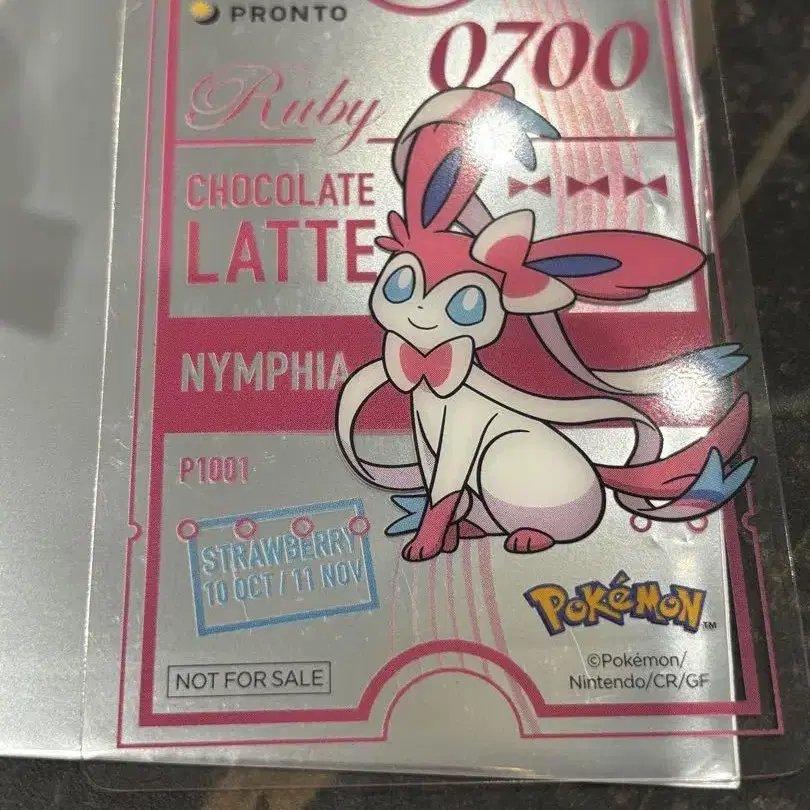 PRONTO
0700
Ruby
CHOCOLATE
LATTE
NYMPHIA
P1001
STRAWBERRY
10 OCT / 11 NOV
POKéMON™
NOT FOR SALE
©Pokémon/
Nintendo/CR/GF